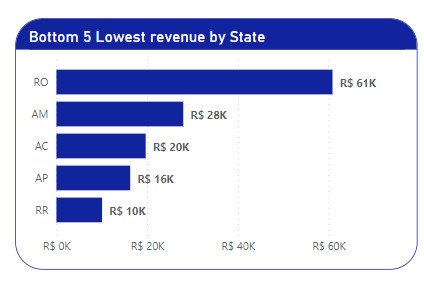 Bottom 5 Lowest revenue by State
RO R$ 61K
AM R$ 28K
AC R$ 20K
AP R$ 16K
RR R$ 10K
R$ 0K R$ 20K R$ 40K R$ 60K